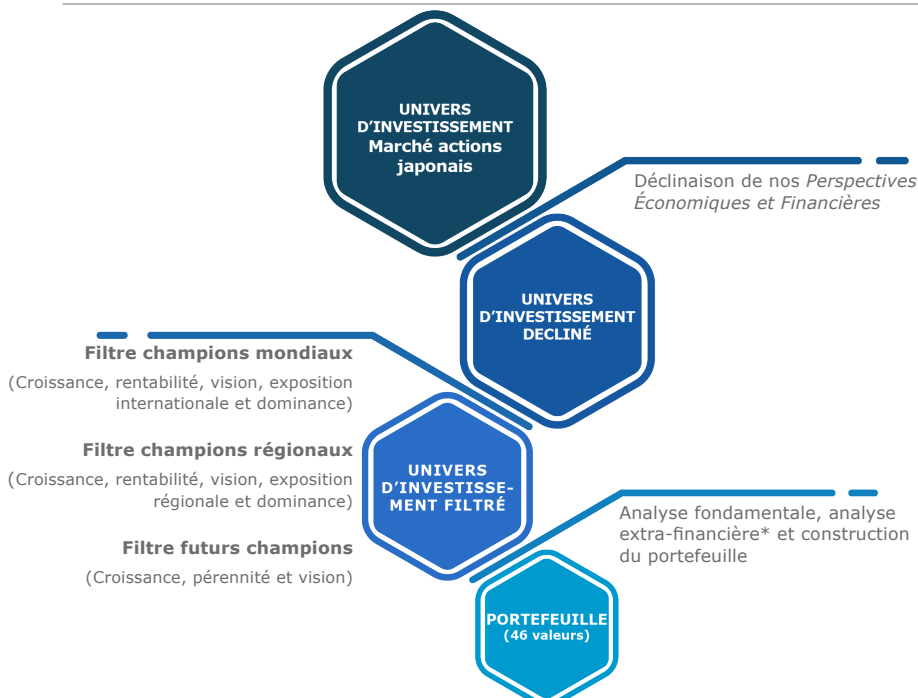 UNIVERS
D'INVESTISSEMENT
Marché actions
japonais
Déclinaison de nos Perspectives
Économiques et Financières
UNIVERS
D'INVESTISSEMENT
DECLINÉ
Filtre champions mondiaux
(Croissance, rentabilité, vision, exposition
internationale et dominance)
Filtre champions régionaux
(Croissance, rentabilité, vision, exposition
régionale et dominance)
Filtre futurs champions
(Croissance, pérennité et vision)
UNIVERS
D'INVESTISSE-
MENT FILTRÉ
Analyse fondamentale, analyse
extra-financière* et construction
du portefeuille
PORTEFEUILLE
(46 valeurs)